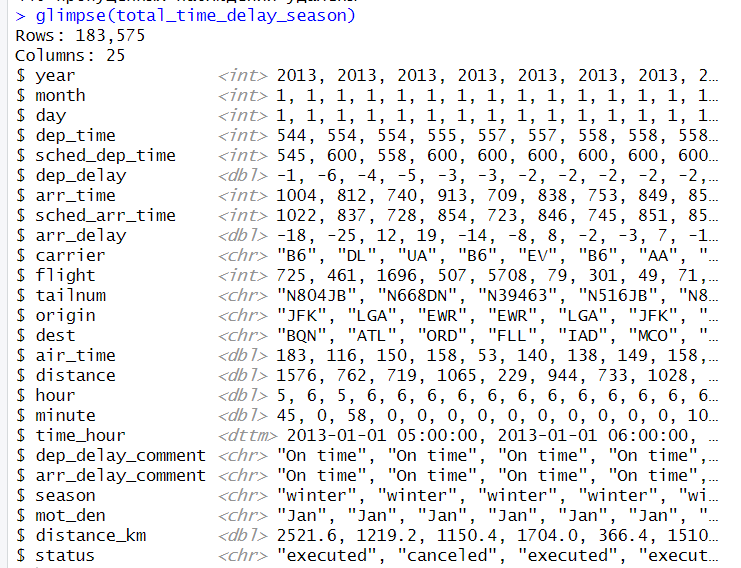 > glimpse(total_time_delay_season)
Rows: 183,575
Columns: 25
$ year <int> 2013, 2013, 2013, 2013, 2013, 2013, 2013, 2…
$ month <int> 1, 1, 1, 1, 1, 1, 1, 1, 1, 1, 1, 1, 1, 1, 1…
$ day <int> 1, 1, 1, 1, 1, 1, 1, 1, 1, 1, 1, 1, 1, 1, 1…
$ dep_time <int> 544, 554, 554, 555, 557, 557, 558, 558, 558…
$ sched_dep_time <int> 545, 600, 558, 600, 600, 600, 600, 600, 600…
$ dep_delay <dbl> -1, -6, -4, -5, -3, -3, -2, -2, -2, -2, -2,…
$ arr_time <int> 1004, 812, 740, 913, 709, 838, 753, 849, 85…
$ sched_arr_time <int> 1022, 837, 728, 854, 723, 846, 745, 851, 85…
$ arr_delay <dbl> -18, -25, 12, 19, -14, -8, 8, -2, -3, 7, -1…
$ carrier <chr> "B6", "DL", "UA", "B6", "EV", "B6", "AA", "…
$ flight <int> 725, 461, 1696, 507, 5708, 79, 301, 49, 71,…
$ tailnum <chr> "N804JB", "N668DN", "N39463", "N516JB", "N8…
$ origin <chr> "JFK", "LGA", "EWR", "EWR", "LGA", "JFK", "…
$ dest <chr> "BQN", "ATL", "ORD", "FLL", "IAD", "MCO", "…
$ air_time <dbl> 183, 116, 150, 158, 53, 140, 138, 149, 158,…
$ distance <dbl> 1576, 762, 719, 1065, 229, 944, 733, 1028, …
$ hour <dbl> 5, 6, 5, 6, 6, 6, 6, 6, 6, 6, 6, 6, 6, 6, 6…
$ minute <dbl> 45, 0, 58, 0, 0, 0, 0, 0, 0, 0, 0, 0, 0, 10…
$ time_hour <dttm> 2013-01-01 05:00:00, 2013-01-01 06:00:00, …
$ dep_delay_comment <chr> "On time", "On time", "On time", "On time",…
$ arr_delay_comment <chr> "On time", "On time", "On time", "On time",…
$ season <chr> "winter", "winter", "winter", "winter", "wi…
$ mot_den <chr> "Jan", "Jan", "Jan", "Jan", "Jan", "Jan", "…
$ distance_km <dbl> 2521.6, 1219.2, 1150.4, 1704.0, 366.4, 1510…
$ status <chr> "executed", "canceled", "executed", "execut…